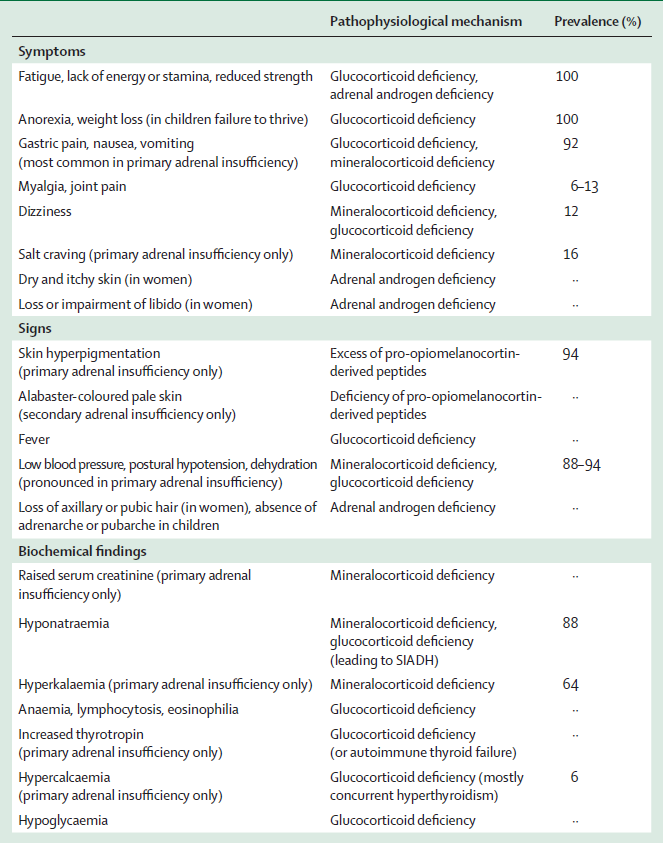 Pathophysiological mechanism Prevalence (%)
Symptoms
Fatigue, lack of energy or stamina, reduced strength Glucocorticoid deficiency, 100
adrenal androgen deficiency
Anorexia, weight loss (in children failure to thrive) Glucocorticoid deficiency 100
Gastric pain, nausea, vomiting Glucocorticoid deficiency, 92
(most common in primary adrenal insufficiency) mineralocorticoid deficiency
Myalgia, joint pain Glucocorticoid deficiency 6–13
Dizziness Mineralocorticoid deficiency, 12
glucocorticoid deficiency
Salt craving (primary adrenal insufficiency only) Mineralocorticoid deficiency 16
Dry and itchy skin (in women) Adrenal androgen deficiency ··
Loss or impairment of libido (in women) Adrenal androgen deficiency ··
Signs
Skin hyperpigmentation Excess of pro-opiomelanocortin- 94
(primary adrenal insufficiency only) derived peptides
Alabaster-coloured pale skin Deficiency of pro-opiomelanocortin- ··
(secondary adrenal insufficiency only) derived peptides
Fever Glucocorticoid deficiency ··
Low blood pressure, postural hypotension, dehydration Mineralocorticoid deficiency, 88–94
(pronounced in primary adrenal insufficiency) glucocorticoid deficiency
Loss of axillary or pubic hair (in women), absence of Adrenal androgen deficiency ··
adrenarche or pubarche in children
Biochemical findings
Raised serum creatinine (primary adrenal Mineralocorticoid deficiency ··
insufficiency only)
Hyponatraemia Mineralocorticoid deficiency, 88
glucocorticoid deficiency
(leading to SIADH)
Hyperkalaemia (primary adrenal insufficiency only) Mineralocorticoid deficiency 64
Anaemia, lymphocytosis, eosinophilia Glucocorticoid deficiency ··
Increased thyrotropin Glucocorticoid deficiency ··
(primary adrenal insufficiency only) (or autoimmune thyroid failure)
Hypercalcaemia Glucocorticoid deficiency (mostly 6
(primary adrenal insufficiency only) concurrent hyperthyroidism)
Hypoglycaemia Glucocorticoid deficiency ··